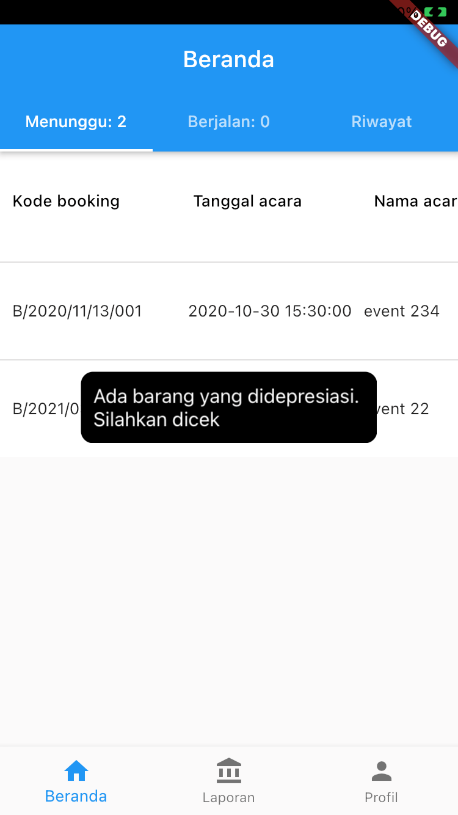 DEBUG
Beranda
Menunggu: 2 Berjalan: 0 Riwayat
Kode booking Tanggal acara Nama acar
B/2020/11/13/001 2020-10-30 15:30:00 event 234
B/2021/0 vent 22
Ada barang yang didepresiasi.
Silahkan dicek
Beranda Laporan Profil